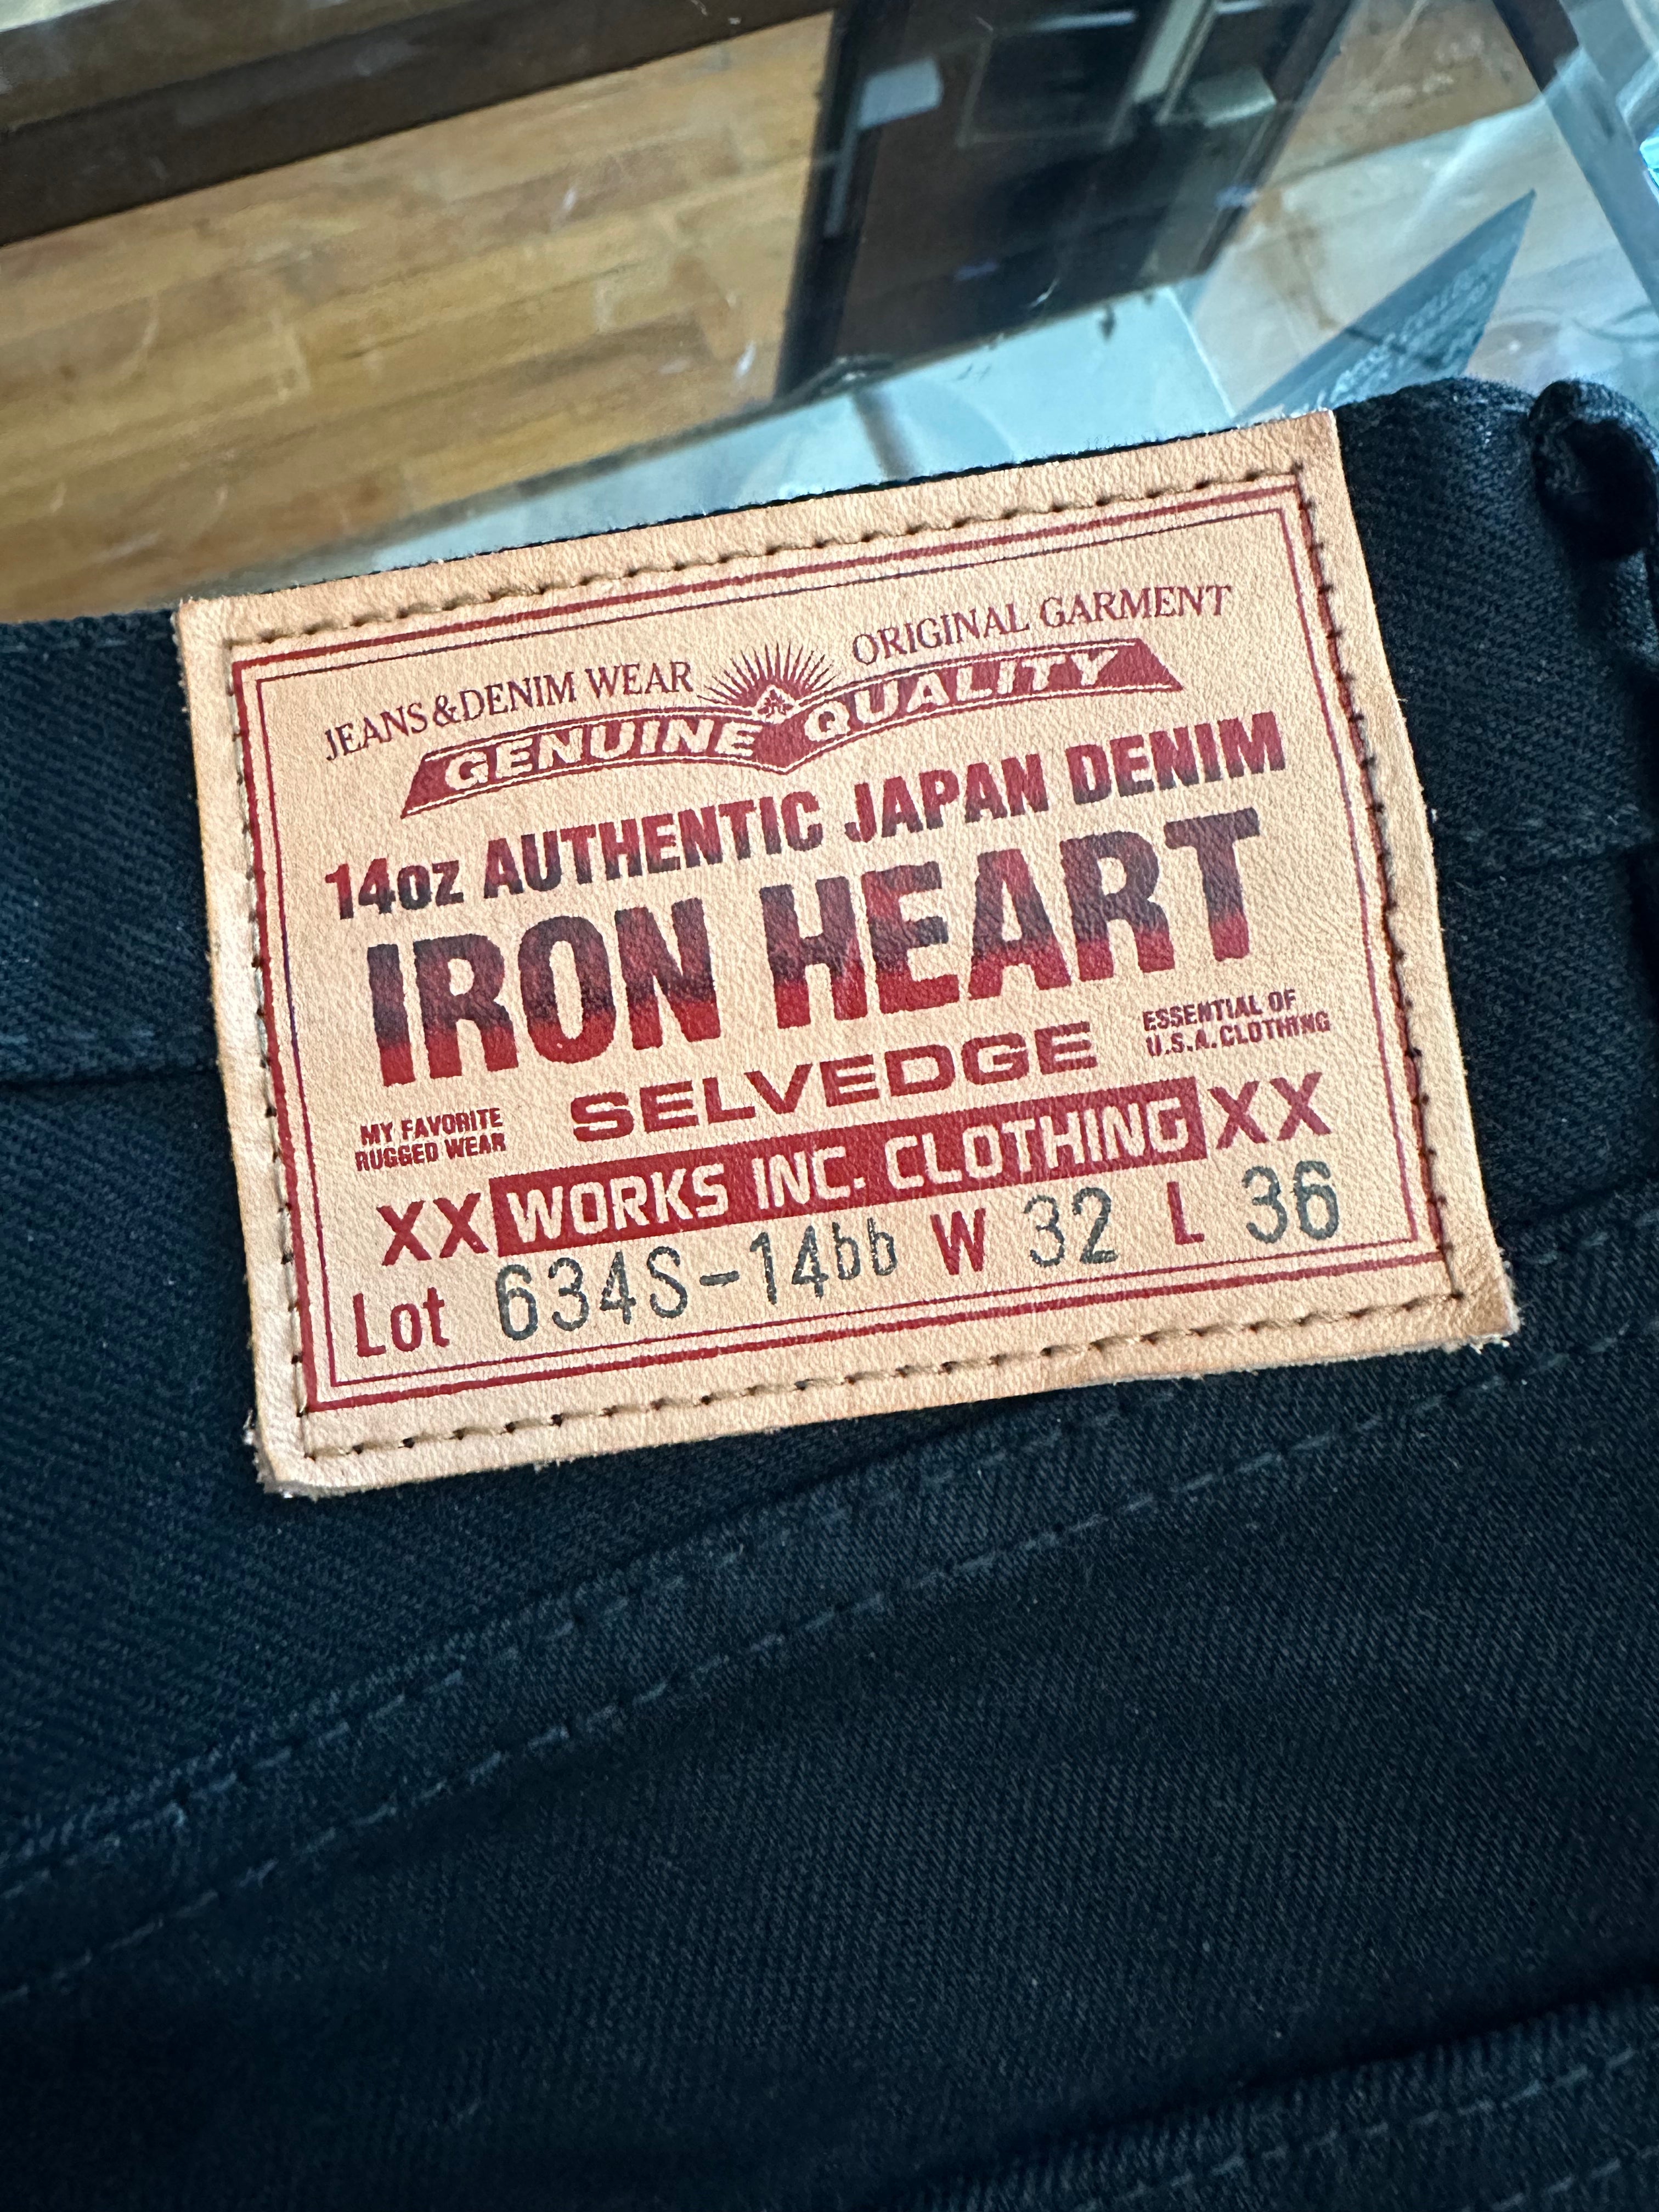 JEANS&DENIM WEAR ORIGINAL GARMENT
GENUINE QUALITY
14oz AUTHENTIC JAPAN DENIM
IRON HEART
SELVEDGE
ESSENTIAL OF
U.S.A. CLOTHING
MY FAVORITE
RUGGED WEAR
XX WORKS INC. CLOTHING XX
Lot 634S-14bb W 32 L 36